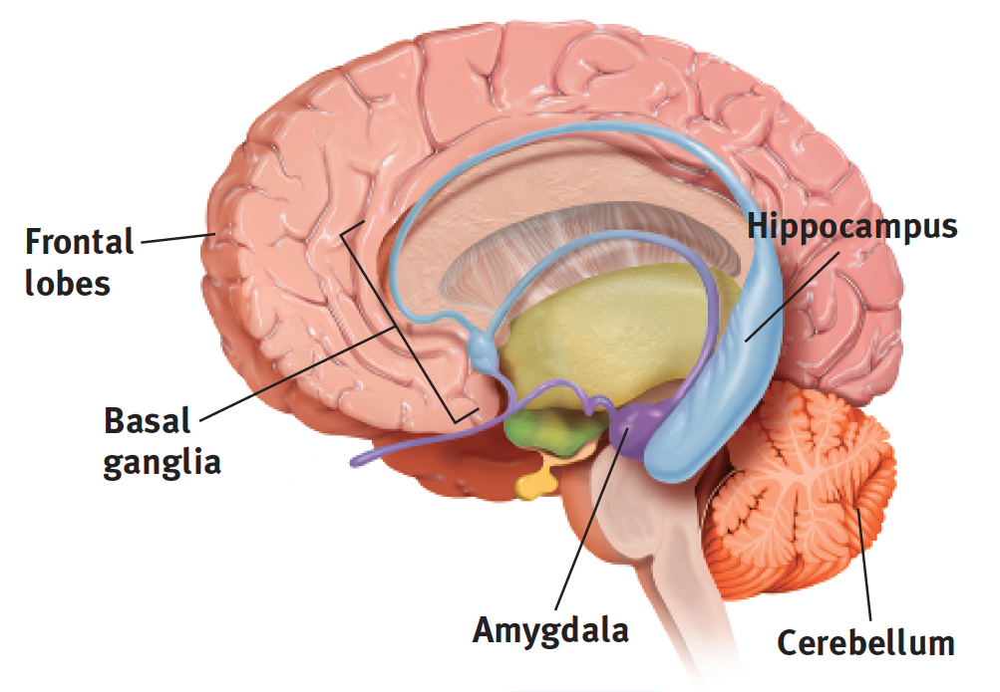 Hippocampus
Frontal
lobes
Basal
ganglia
Amygdala
Cerebellum